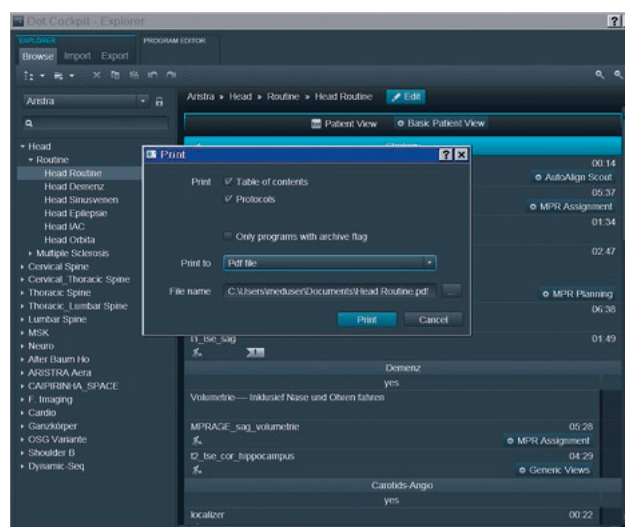 Dot Cockpit - Explorer
EXPLORER
PROGRAM EDITOR
Browse Import Export
Aristra
Aristra » Head » Routine » Head Routine Edit
Patient View Basic Patient View
Head
Routine
Head Routine
Head Demenz
Head Sinusvenen
Head Epilepsie
Head IAC
Head Orbita
Multiple Sclerosis
Cervical Spine
Cervical_Thoracic Spine
Thoracic Spine
Thoracic_Lumbar Spine
Lumbar Spine
MSK
Neuro
Alter Baum Ho
ARISTRA Aera
CAIPIRINHA_SPACE
F. Imaging
Cardio
Ganzkörper
OSG Variante
Shoulder B
Dynamic-Seq
00:14
AutoAlign Scout
05:37
MPR Assignment
01:34
02:47
MPR Planning
06:38
Print
Print Table of contents
Protocols
Only programs with archive flag
Print to Pdf file
File name C:\Users\meduser\Documents\Head Routine.pdf ...
Print Cancel
t1_tse_sag 01:49
Demenz
yes
Volumetrie--- Inklusief Nase und Ohren fahren
MPRAGE_sag_volumetrie 05:28
MPR Assignment
t2_tse_cor_hippocampus 04:29
Generic Views
Carotids-Angio
yes
localizer 00:22